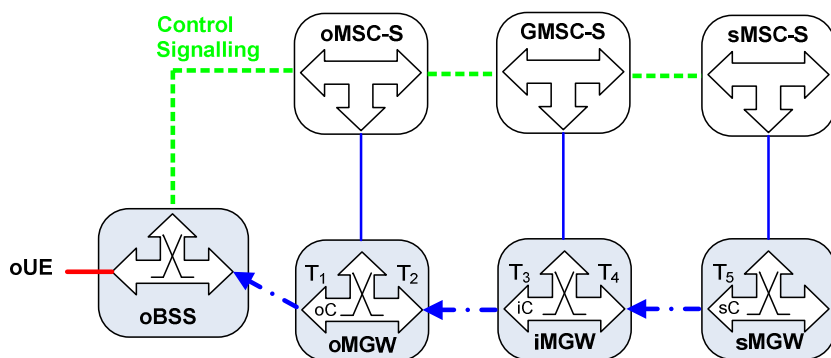 Control
Signalling
oMSC-S
GMSC-S
sMSC-S
oUE
oBSS
T1
T2
oC
oMGW
T3
T4
iC
iMGW
T5
sC
sMGW